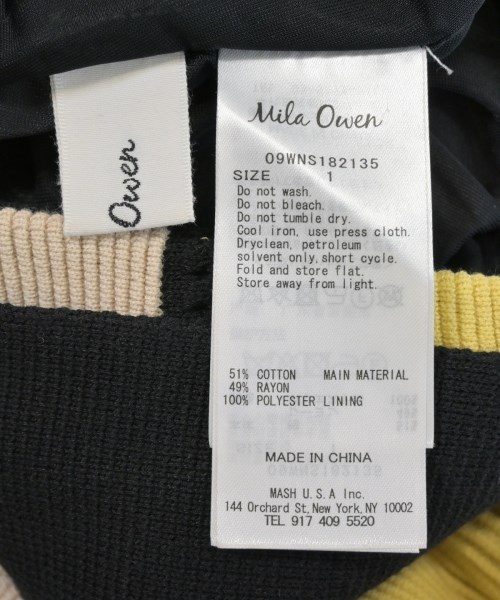 Owen
Mila Owen
09WNS182135
SIZE 1
Do not wash.
Do not bleach.
Do not tumble dry.
Cool iron, use press cloth.
Dryclean, petroleum
solvent only, short cycle.
Fold and store flat.
Store away from light.
51% COTTON MAIN MATERIAL
49% RAYON
100% POLYESTER LINING
MADE IN CHINA
MASH U.S.A Inc.
144 Orchard St, New York, NY, 10002
TEL 917 409 5520